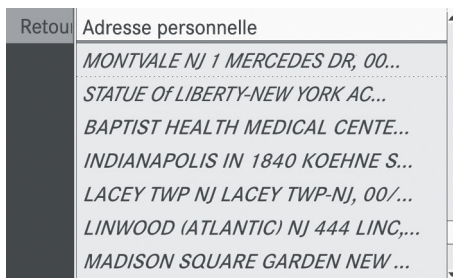 Retour
Adresse personnelle
MONTVALE NJ 1 MERCEDES DR, 00...
STATUE Of LIBERTY-NEW YORK AC...
BAPTIST HEALTH MEDICAL CENTE...
INDIANAPOLIS IN 1840 KOEHNE S...
LACEY TWP NJ LACEY TWP-NJ, 00/...
LINWOOD (ATLANTIC) NJ 444 LINC,...
MADISON SQUARE GARDEN NEW ...